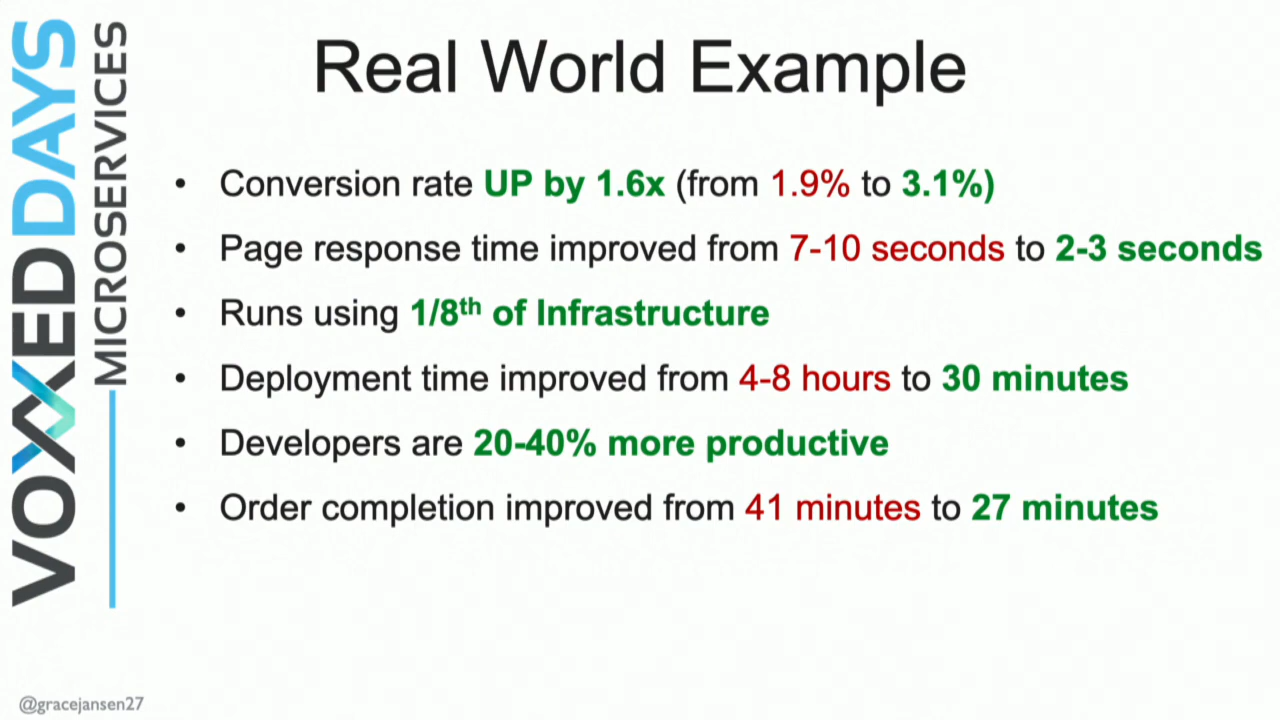 VOXXED DAYS
MICROSERVICES
Real World Example
• Conversion rate UP by 1.6x (from 1.9% to 3.1%)
• Page response time improved from 7-10 seconds to 2-3 seconds
• Runs using 1/8th of Infrastructure
• Deployment time improved from 4-8 hours to 30 minutes
• Developers are 20-40% more productive
• Order completion improved from 41 minutes to 27 minutes
@gracejansen27